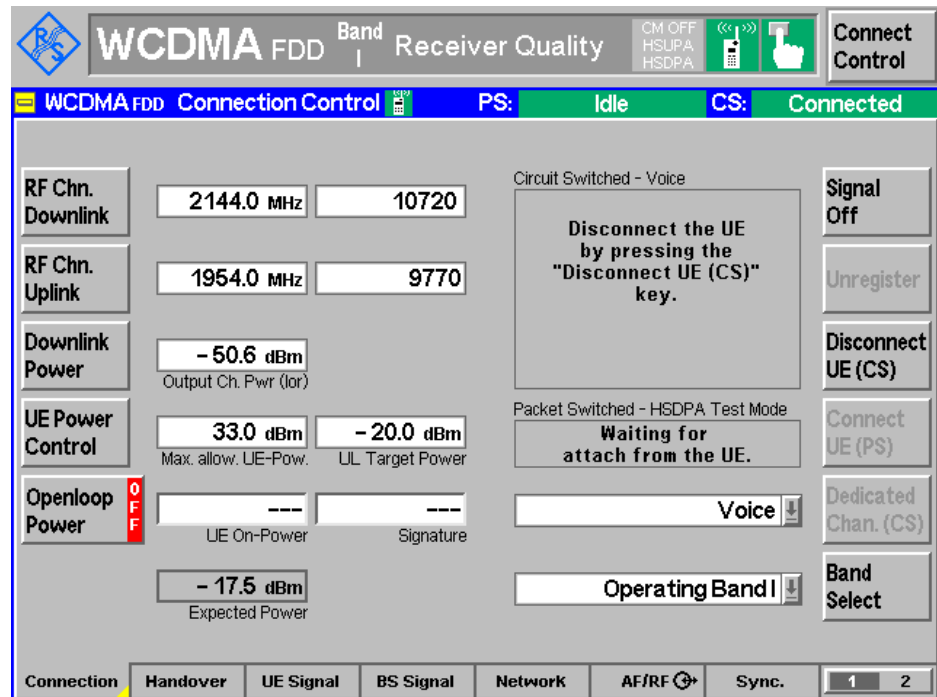 R&S WCDMA FDD Band I Receiver Quality
CM OFF
HSUPA
HSDPA
Connect
Control
WCDMA FDD Connection Control PS: Idle CS: Connected
RF Chn.
Downlink
2144.0 MHz 10720
RF Chn.
Uplink
1954.0 MHz 9770
Downlink
Power
- 50.6 dBm
Output Ch. Pwr (Ior)
UE Power
Control
33.0 dBm - 20.0 dBm
Max. allow. UE-Pow. UL Target Power
Openloop
Power
OFF
--- ---
UE On-Power Signature
- 17.5 dBm
Expected Power
Circuit Switched - Voice
Disconnect the UE
by pressing the
"Disconnect UE (CS)"
key.
Packet Switched - HSDPA Test Mode
Waiting for
attach from the UE.
Voice
Operating Band I
Signal
Off
Unregister
Disconnect
UE (CS)
Connect
UE (PS)
Dedicated
Chan. (CS)
Band
Select
Connection Handover UE Signal BS Signal Network AF/RF Sync. 1 2